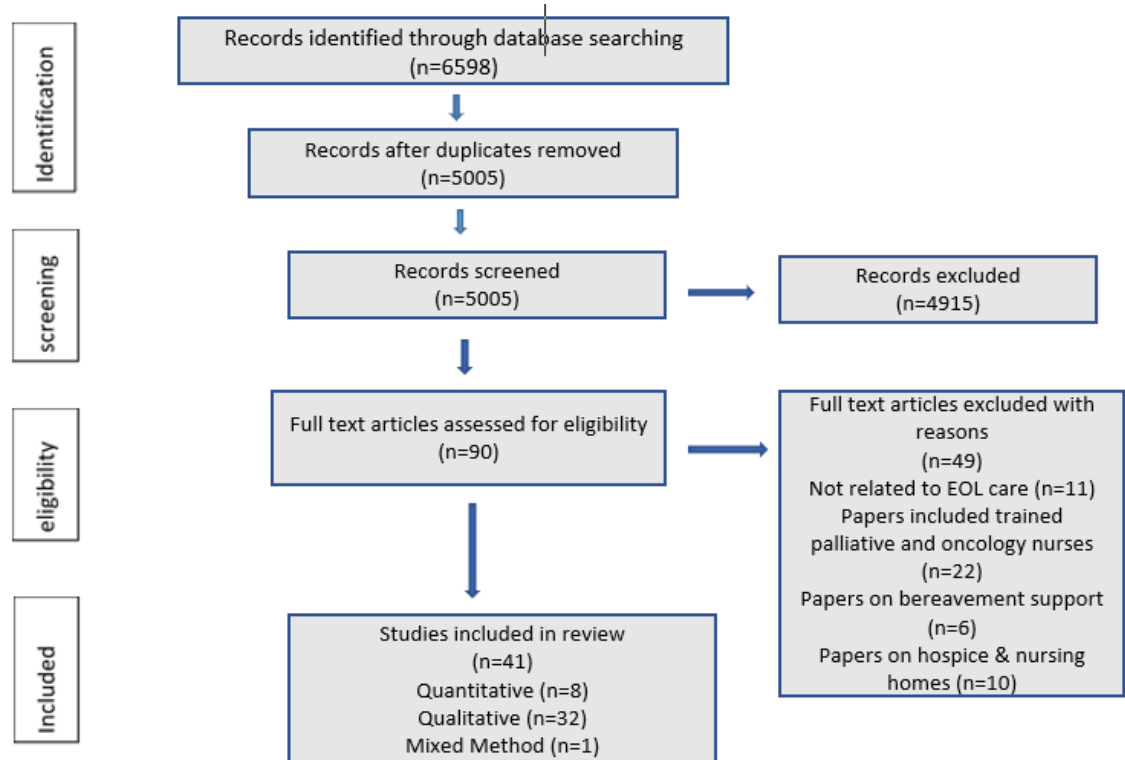 Identification
Records identified through database searching
(n=6598)
Records after duplicates removed
(n=5005)
screening
Records screened
(n=5005)
Records excluded
(n=4915)
eligibility
Full text articles assessed for eligibility
(n=90)
Full text articles excluded with
reasons
(n=49)
Not related to EOL care (n=11)
Papers included trained
palliative and oncology nurses
(n=22)
Papers on bereavement support
(n=6)
Papers on hospice & nursing
homes (n=10)
Included
Studies included in review
(n=41)
Quantitative (n=8)
Qualitative (n=32)
Mixed Method (n=1)